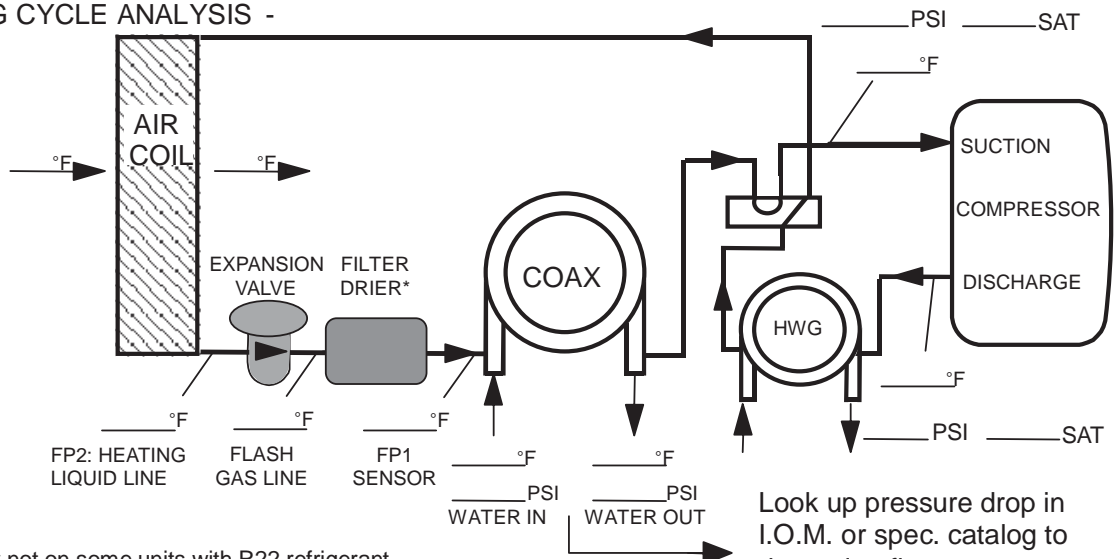 G CYCLE ANALYSIS -
PSI SAT
°F
AIR
COIL
°F °F
SUCTION
COMPRESSOR
DISCHARGE
EXPANSION
VALVE
FILTER
DRIER*
COAX
HWG
°F
°F °F °F
FP2: HEATING
LIQUID LINE
FLASH
GAS LINE
FP1
SENSOR
°F °F
PSI PSI
WATER IN WATER OUT
PSI SAT
Look up pressure drop in
I.O.M. or spec. catalog to
not on some units with R22 refrigerant